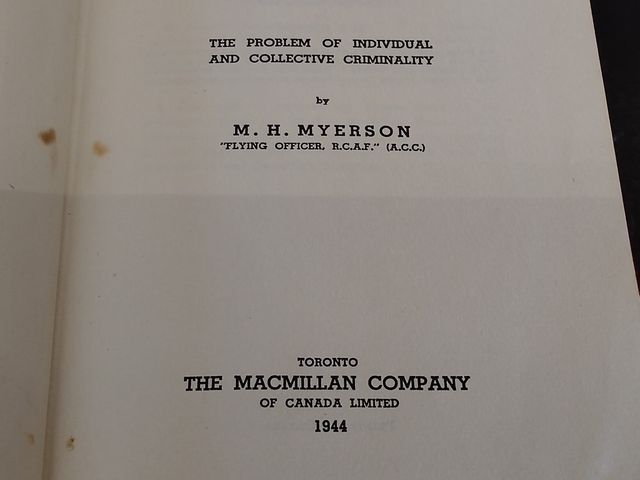 THE PROBLEM OF INDIVIDUAL
AND COLLECTIVE CRIMINALITY
by
M. H. MYERSON
"FLYING OFFICER, R.C.A.F." (A.C.C.)
TORONTO
THE MACMILLAN COMPANY
OF CANADA LIMITED
1944